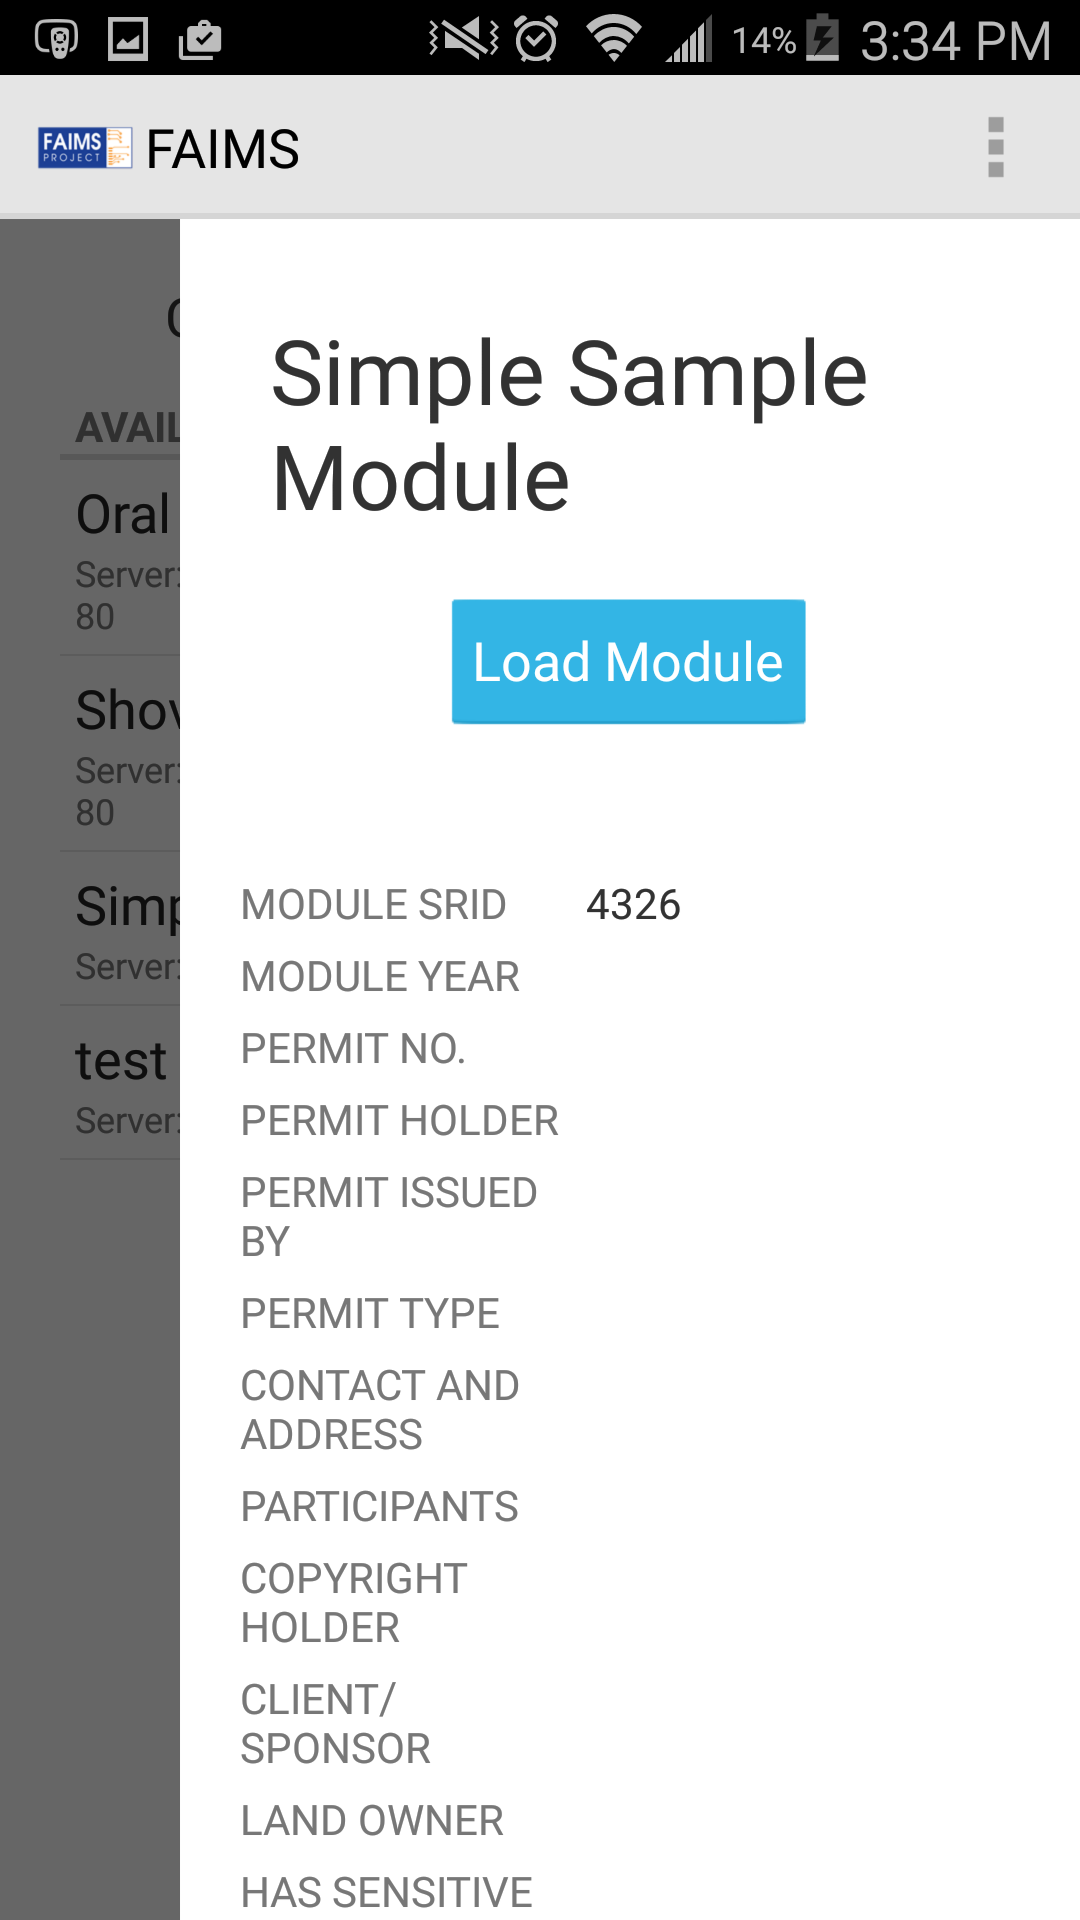 14% 3:34 PM
FAIMS
PROJECT
FAIMS
Simple Sample
Module
Load Module
AVAIL
Oral
Server:
80
Shov
Server:
80
Simp
Server:
test
Server:
MODULE SRID 4326
MODULE YEAR
PERMIT NO.
PERMIT HOLDER
PERMIT ISSUED
BY
PERMIT TYPE
CONTACT AND
ADDRESS
PARTICIPANTS
COPYRIGHT
HOLDER
CLIENT/
SPONSOR
LAND OWNER
HAS SENSITIVE